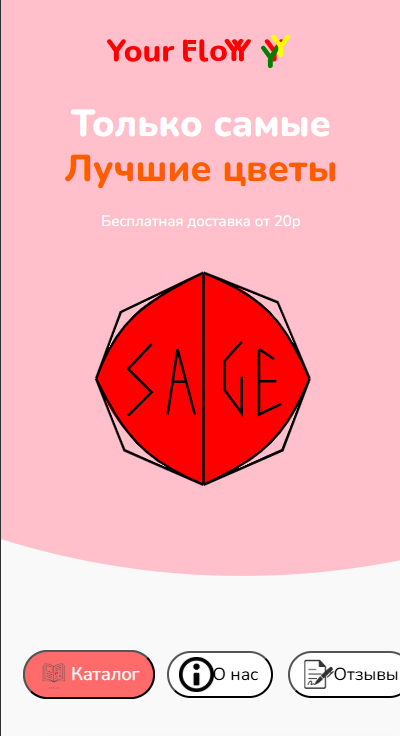 Your Flow
Только самые
Лучшие цветы
Бесплатная доставка от 20р
SAGE
Каталог
О нас
Отзывы